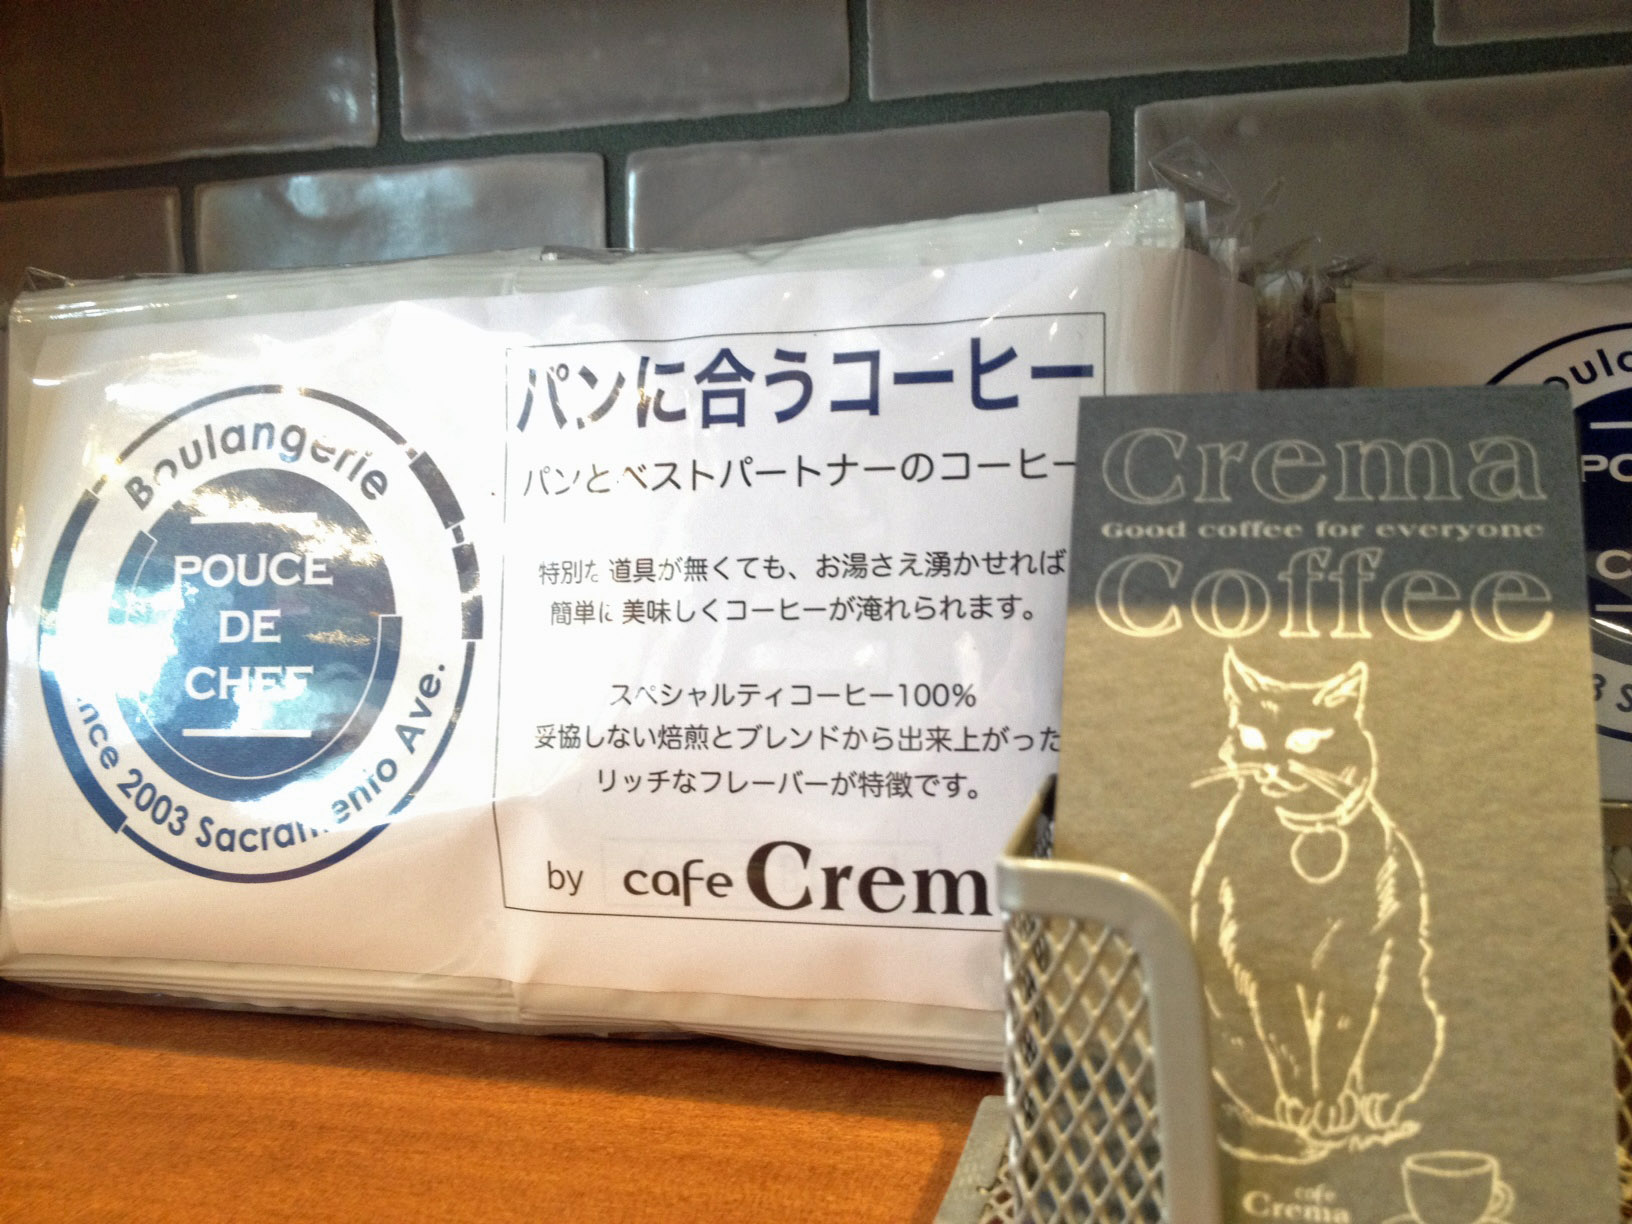 Boulangerie
POUCE
DE
CHEF
2003 Sacramento Ave.
パンに合うコーヒー
パンとベストパートナーのコーヒー
特別な道具が無くても、お湯さえ湧かせれば
簡単に美味しくコーヒーが淹れられます。
スペシャルティコーヒー100%
妥協しない焙煎とブレンドから出来上がった
リッチなフレーバーが特徴です。
by cafe Crem
Crema
Good coffee for everyone
Coffee
cafe
Crema